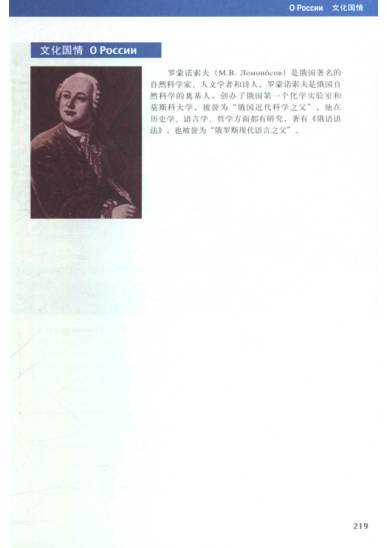 О России 文化国情
文化国情 О России
罗蒙诺索夫（М.В. Ломоно́сов）是俄国著名的
自然科学家、人文学者和诗人。罗蒙诺索夫是俄国自
然科学的奠基人，创办了俄国第一个化学实验室和
莫斯科大学，被誉为“俄国近代科学之父”。他在
历史学、语言学、哲学方面都有研究，著有《俄语语
法》，也被誉为“俄罗斯现代语言之父”。
219